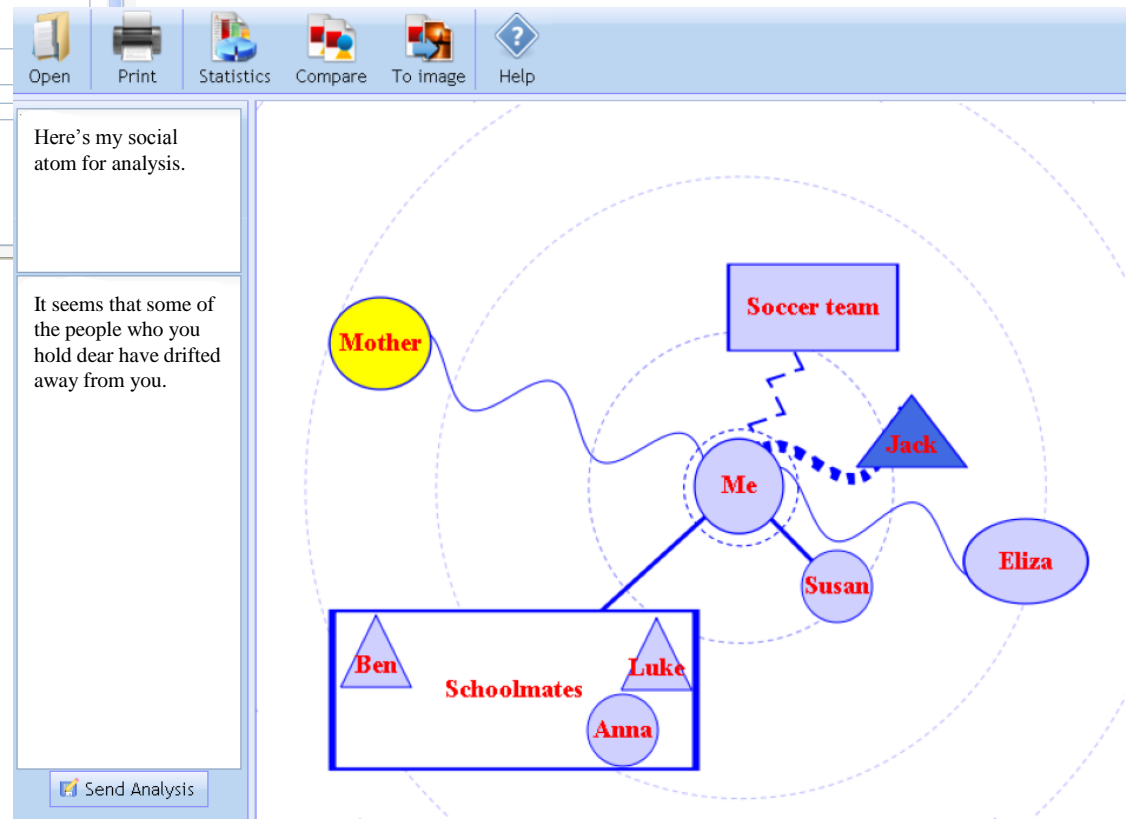 Open
Print
Statistics
Compare
To image
Help
Here’s my social
atom for analysis.
It seems that some of
the people who you
hold dear have drifted
away from you.
Send Analysis
Soccer team
Mother
Jack
Me
Eliza
Susan
Ben
Luke
Schoolmates
Anna